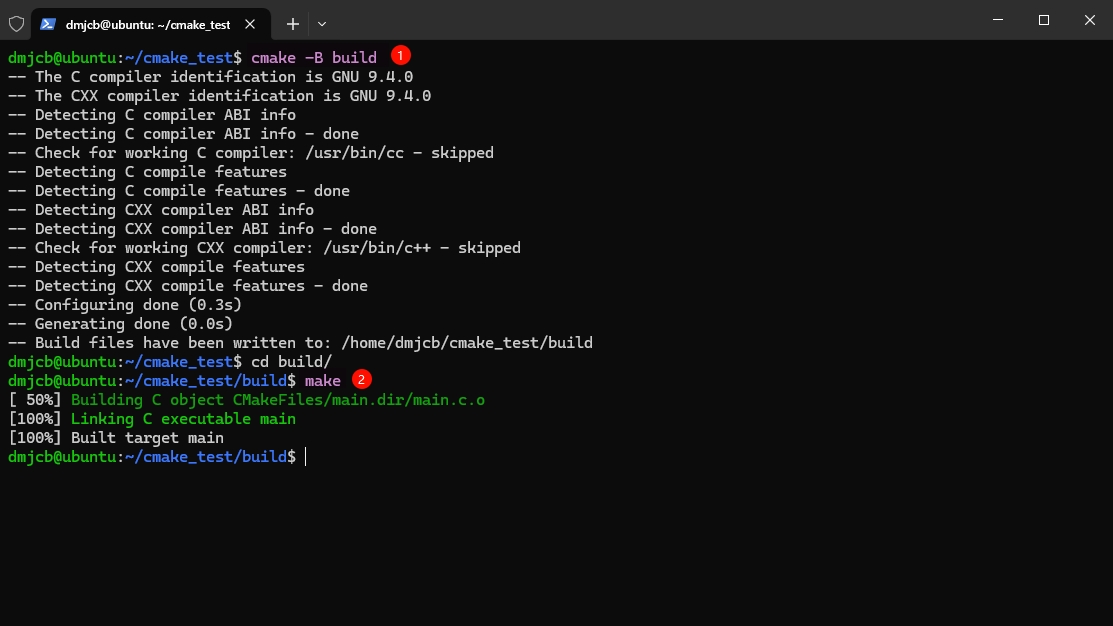 dmjcb@ubuntu: ~/cmake_test
dmjcb@ubuntu:~/cmake_test$ cmake -B build 1
-- The C compiler identification is GNU 9.4.0
-- The CXX compiler identification is GNU 9.4.0
-- Detecting C compiler ABI info
-- Detecting C compiler ABI info - done
-- Check for working C compiler: /usr/bin/cc - skipped
-- Detecting C compile features
-- Detecting C compile features - done
-- Detecting CXX compiler ABI info
-- Detecting CXX compiler ABI info - done
-- Check for working CXX compiler: /usr/bin/c++ - skipped
-- Detecting CXX compile features
-- Detecting CXX compile features - done
-- Configuring done (0.3s)
-- Generating done (0.0s)
-- Build files have been written to: /home/dmjcb/cmake_test/build
dmjcb@ubuntu:~/cmake_test$ cd build/
dmjcb@ubuntu:~/cmake_test/build$ make 2
[ 50%] Building C object CMakeFiles/main.dir/main.c.o
[100%] Linking C executable main
[100%] Built target main
dmjcb@ubuntu:~/cmake_test/build$